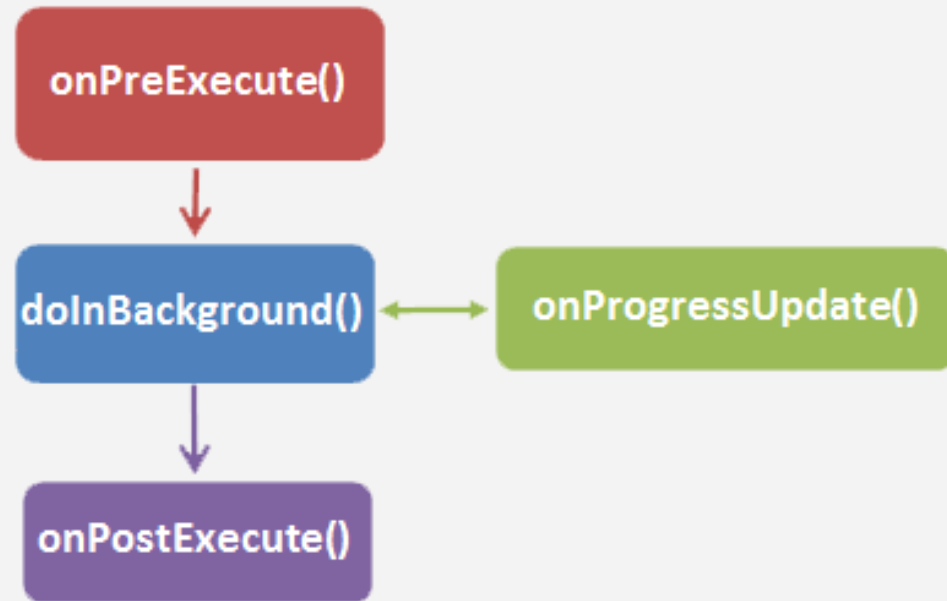 onPreExecute()
doInBackground()
onProgressUpdate()
onPostExecute()